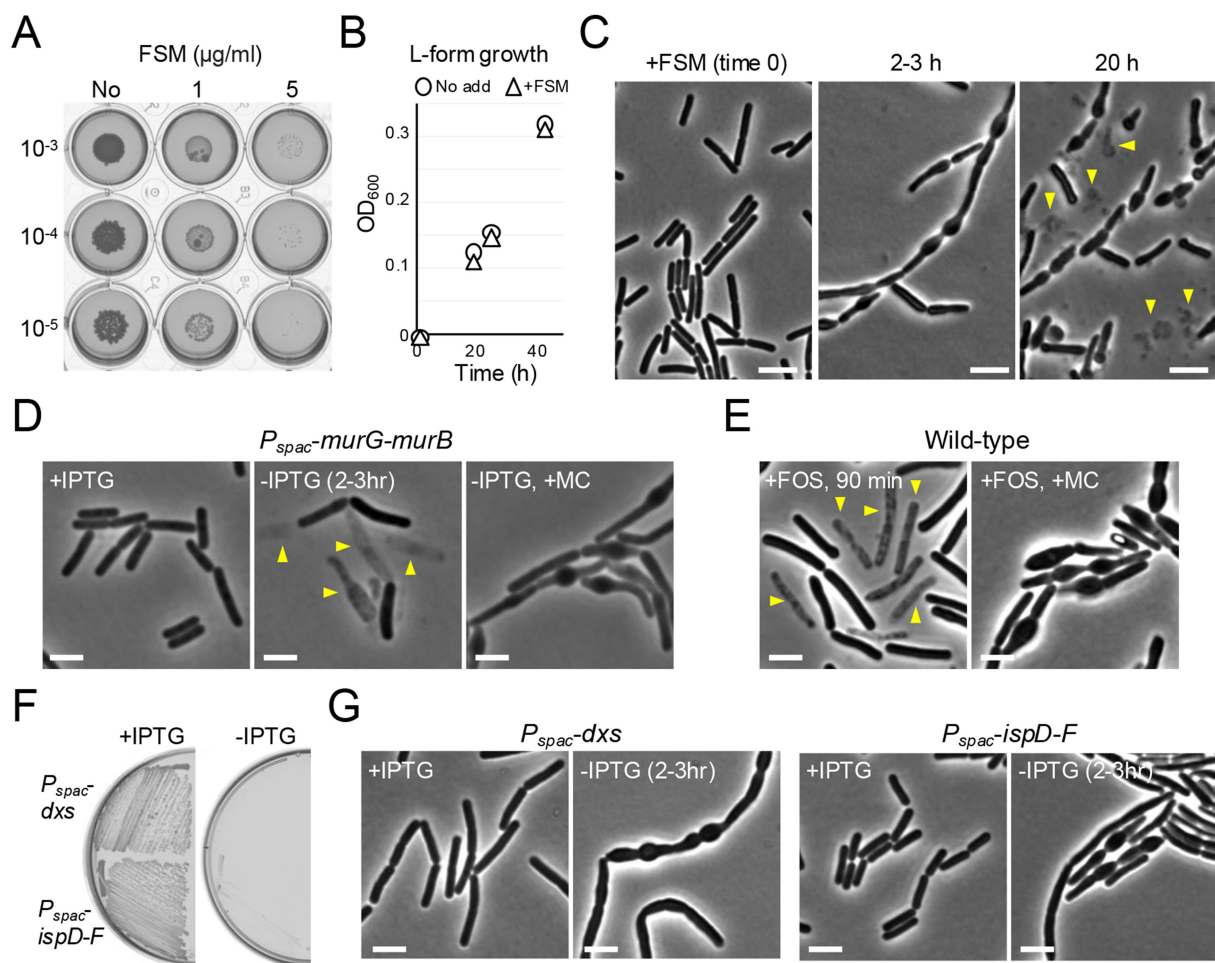 A
FSM (µg/ml)
No 1 5
10-3
10-4
10-5
B
L-form growth
No add +FSM
OD600
0.3
0.2
0.1
0
0 20 40
Time (h)
C
+FSM (time 0) 2-3 h 20 h
D
Pspac-murG-murB
+IPTG -IPTG (2-3hr) -IPTG, +MC
E
Wild-type
+FOS, 90 min +FOS, +MC
F
+IPTG -IPTG
Pspac-
dxs
Pspac-
ispD-F
G
Pspac-dxs
+IPTG -IPTG (2-3hr)
Pspac-ispD-F
+IPTG -IPTG (2-3hr)